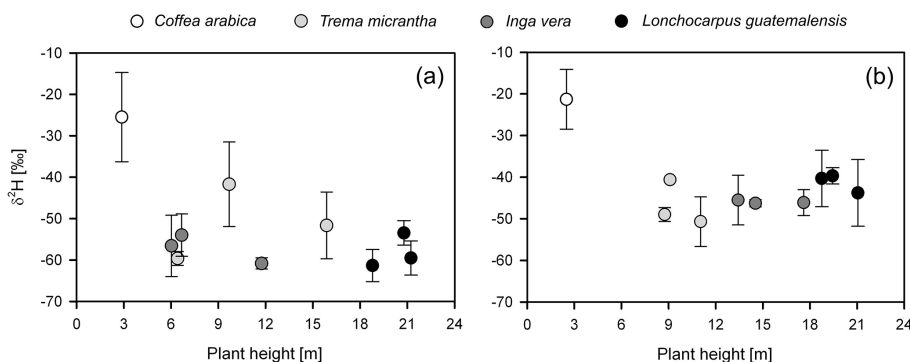 Coffea arabica Trema micrantha Inga vera Lonchocarpus guatemalensis
(a) (b)
δ²H [‰]
-10 -10
-20 -20
-30 -30
-40 -40
-50 -50
-60 -60
-70 -70
0 3 6 9 12 15 18 21 24 0 3 6 9 12 15 18 21 24
Plant height [m] Plant height [m]